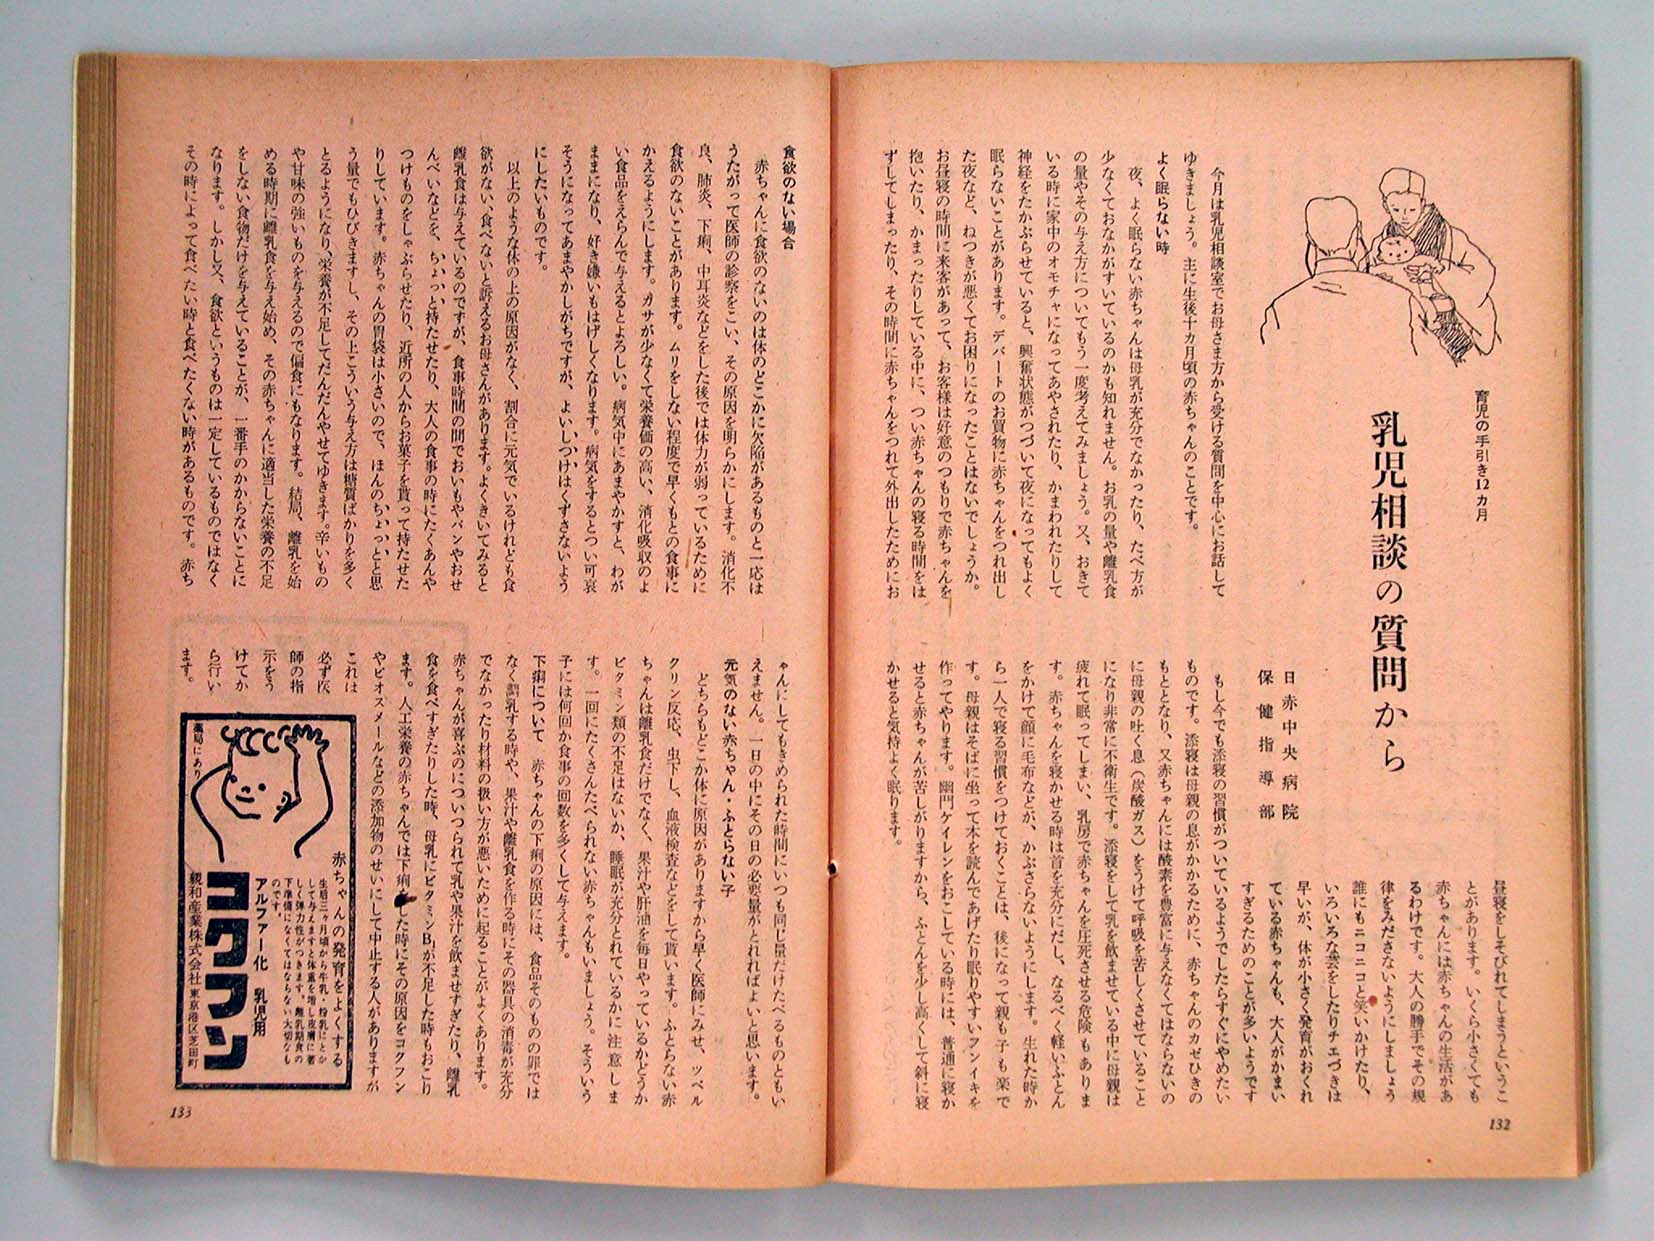 育児の手引き12カ月
乳児相談の質問から
日赤中央病院
保健指導部
今月は乳児相談室でお母さま方から受ける質問を中心にお話して
ゆきましょう。主に生後十カ月頃の赤ちゃんのことです。
よく眠らない時
夜、よく眠らない赤ちゃんは母乳が充分でなかったり、たべ方が
少なくておなかがすいているのかも知れません。お乳の量や離乳食
の量やその与え方についてもう一度考えてみましょう。又、おきて
いる時に家中のオモチャになってあやされたり、かまわれたりして
神経をたかぶらせていると、興奮状態がつづいて夜になってもよく
眠らないことがあります。デパートのお買物に赤ちゃんをつれ出し
た夜など、ねつきが悪くてお困りになったことはないでしょうか。
お昼寝の時間に来客があって、お客様は好意のつもりで赤ちゃんを
抱いたり、かまったりしている中に、つい赤ちゃんの寝る時間をは
ずしてしまったり、その時間に赤ちゃんをつれて外出したためにお
昼寝をしそびれてしまうというこ
とがあります。いくら小さくても
赤ちゃんには赤ちゃんの生活があ
るわけです。大人の勝手でその規
律をみださないようにしましょう
誰にもニコニコと笑いかけたり、
いろいろな芸をしたりチエづきは
早いが、体が小さく発育がおくれ
ている赤ちゃんも、大人がかまい
すぎるためのことが多いようです
もし今でも添寝の習慣がついているようでしたらすぐにやめたい
ものです。添寝は母親の息がかかるために、赤ちゃんのカゼひきの
もととなり、又赤ちゃんには酸素を豊富に与えなくてはならないの
に母親の吐く息（炭酸ガス）をうけて呼吸を苦しくさせていること
になり非常に不衛生です。添寝をして乳を飲ませている中に母親は
疲れて眠ってしまい、乳房で赤ちゃんを圧死させる危険もありま
す。赤ちゃんを寝かせる時は首を充分にだし、なるべく軽いふとん
をかけて顔に毛布などが、かぶさらないようにします。生れた時か
ら一人で寝る習慣をつけておくことは、後になって親も子も楽で
す。母親はそばに坐って本を読んであげたり眠りやすいフンイキを
作ってやります。幽門ケイレンをおこしている時には、普通に寝か
せると赤ちゃんが苦しがりますから、ふとんを少し高くして斜に寝
かせると気持よく眠ります。
132
食欲のない場合
赤ちゃんに食欲のないのは体のどこかに欠陥があるものと一応は
うたがって医師の診察をこい、その原因を明らかにします。消化不
良、肺炎、下痢、中耳炎などをした後では体力が弱っているために
食欲のないことがあります。ムリをしない程度で早くもとの食事に
かえるようにします。カサが少なくて栄養価の高い、消化吸収のよ
い食品をえらんで与えるとよろしい。病気中にあまやかすと、わが
ままになり、好き嫌いもはげしくなります。病気をするとつい可哀
そうになってあまやかしがちですが、よいしつけはくずさないよう
にしたいものです。
以上のような体の上の原因がなく、割合に元気でいるけれども食
欲がない、食べないと訴えるお母さんがあります。よくきいてみると
離乳食は与えているのですが、食事時間の間でおいもやパンやおせ
んべいなどを、ちょいっと持たせたり、大人の食事の時にたくあんや
つけものをしゃぶらせたり、近所の人からお菓子を貰って持たせた
りしています。赤ちゃんの胃袋は小さいので、ほんのちょいっとと思
う量でもひびきますし、その上こういう与え方は糖質ばかりを多く
とるようになり、栄養が不足してだんだんやせてゆきます。辛いもの
や甘味の強いものを与えるので偏食にもなります。結局、離乳を始
める時期に離乳食を与え始め、その赤ちゃんに適当した栄養の不足
をしない食物だけを与えていることが、一番手のかからないことに
なります。しかし又、食欲というものは一定しているものではなく
その時によって食べたい時と食べたくない時があるものです。赤ち
ゃんにしてもきめられた時間にいつも同じ量だけたべるものともい
えません。一日の中にその日の必要量がとれればよいと思います。
元気のない赤ちゃん・ふとらない子
どちらもどこか体に原因がありますから早く医師にみせ、ツベル
クリン反応、虫下し、血液検査などをして貰います。ふとらない赤
ちゃんは離乳食だけでなく、果汁や肝油を毎日やっているかどうか
ビタミン類の不足はないか、睡眠が充分とれているかに注意しま
す。一回にたくさんたべられない赤ちゃんもいましょう。そういう
子には何回か食事の回数を多くして与えます。
下痢について 赤ちゃんの下痢の原因には、食品そのものの罪では
なく調乳する時や、果汁や離乳食を作る時にその器具の消毒が充分
でなかったり材料の扱い方が悪いために起ることがよくあります。
赤ちゃんが喜ぶのについつられて乳や果汁を飲ませすぎたり、離乳
食を食べすぎたりした時、母乳にビタミンB₁が不足した時もおこり
ます。人工栄養の赤ちゃんでは下痢をした時にその原因をコクフン
やビオスメールなどの添加物のせいにして中止する人がありますが
これは
必ず医
師の指
示をう
けてか
ら行い
ます。
薬局にあり
赤ちゃんの発育をよくする
生後三ヶ月頃から牛乳・粉乳にとか
して与えますと体重を増し皮膚に著
しく弾力性がつきます。離乳期食の
下準備になくてはならない大切なも
のです。
アルファー化 乳児用
コクフン
親和産業株式会社 東京港区芝田町
133